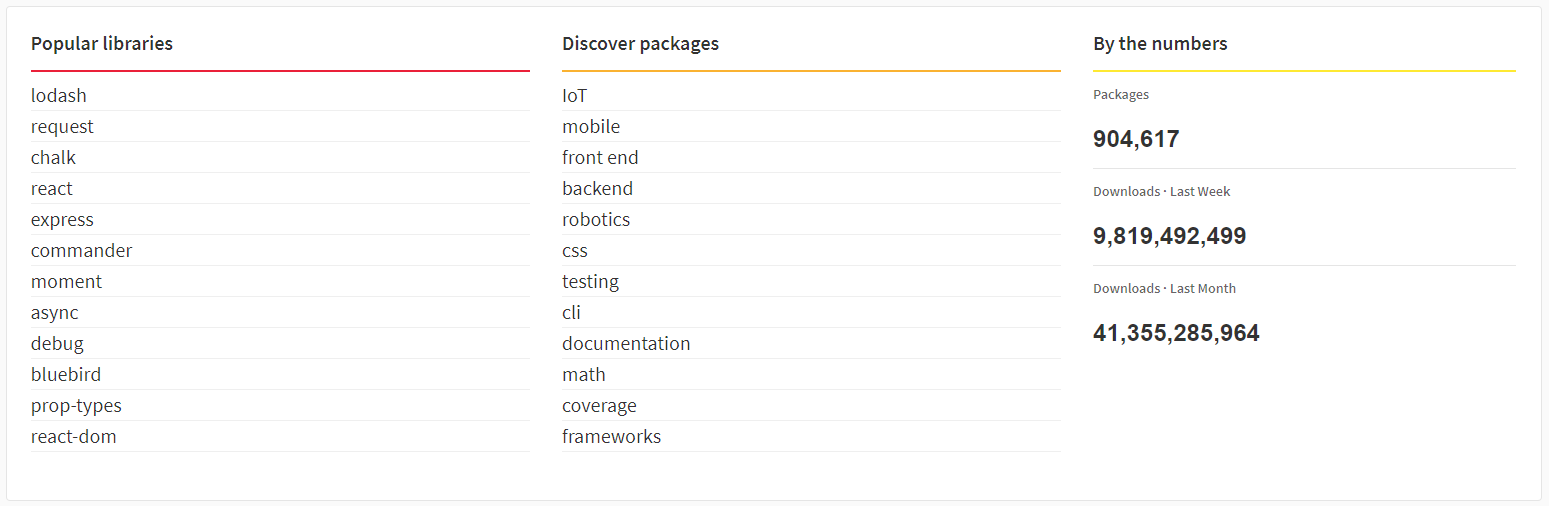 Popular libraries
lodash
request
chalk
react
express
commander
moment
async
debug
bluebird
prop-types
react-dom
Discover packages
IoT
mobile
front end
backend
robotics
css
testing
cli
documentation
math
coverage
frameworks
By the numbers
Packages
904,617
Downloads · Last Week
9,819,492,499
Downloads · Last Month
41,355,285,964